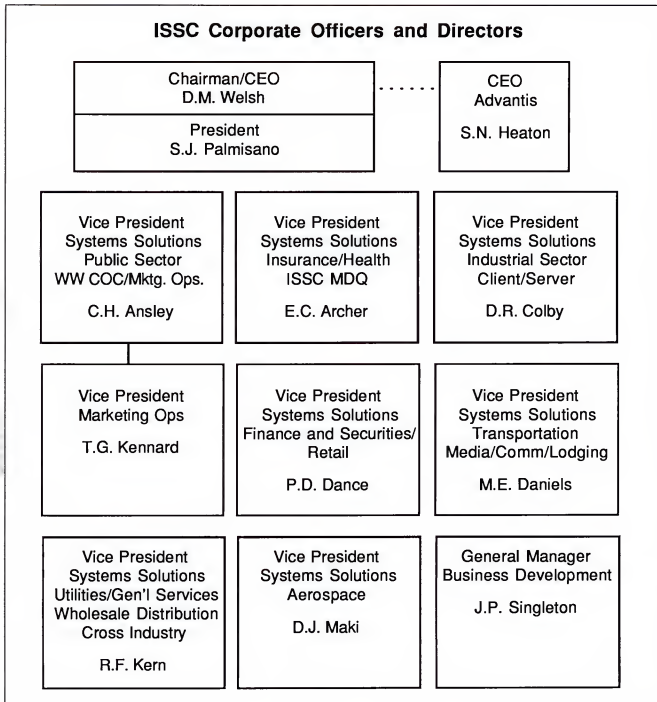 ISSC Corporate Officers and Directors
Chairman/CEO
D.M. Welsh
President
S.J. Palmisano
CEO
Advantis
S.N. Heaton
Vice President
Systems Solutions
Public Sector
WW COC/Mktg. Ops.
C.H. Ansley
Vice President
Systems Solutions
Insurance/Health
ISSC MDQ
E.C. Archer
Vice President
Systems Solutions
Industrial Sector
Client/Server
D.R. Colby
Vice President
Marketing Ops
T.G. Kennard
Vice President
Systems Solutions
Finance and Securities/
Retail
P.D. Dance
Vice President
Systems Solutions
Transportation
Media/Comm/Lodging
M.E. Daniels
Vice President
Systems Solutions
Utilities/Gen'l Services
Wholesale Distribution
Cross Industry
R.F. Kern
Vice President
Systems Solutions
Aerospace
D.J. Maki
General Manager
Business Development
J.P. Singleton